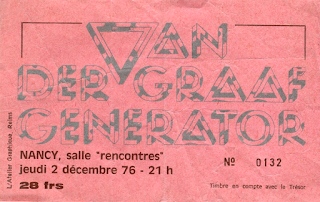 VAN
DER GRAAF
GENERATOR
NANCY, salle "rencontres"
jeudi 2 décembre 76 - 21 h
28 frs
Nº 0132
Timbre en compte avec le Trésor
L'Atelier Graphique, Reims